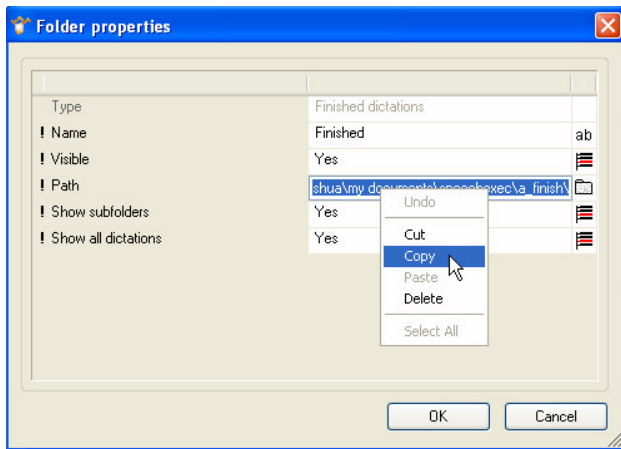 Folder properties
Type Finished dictations
! Name Finished ab
! Visible Yes
! Path shua\my documents\speechexec\a_finish\
! Show subfolders Yes
! Show all dictations Yes
Undo
Cut
Copy
Paste
Delete
Select All
OK Cancel